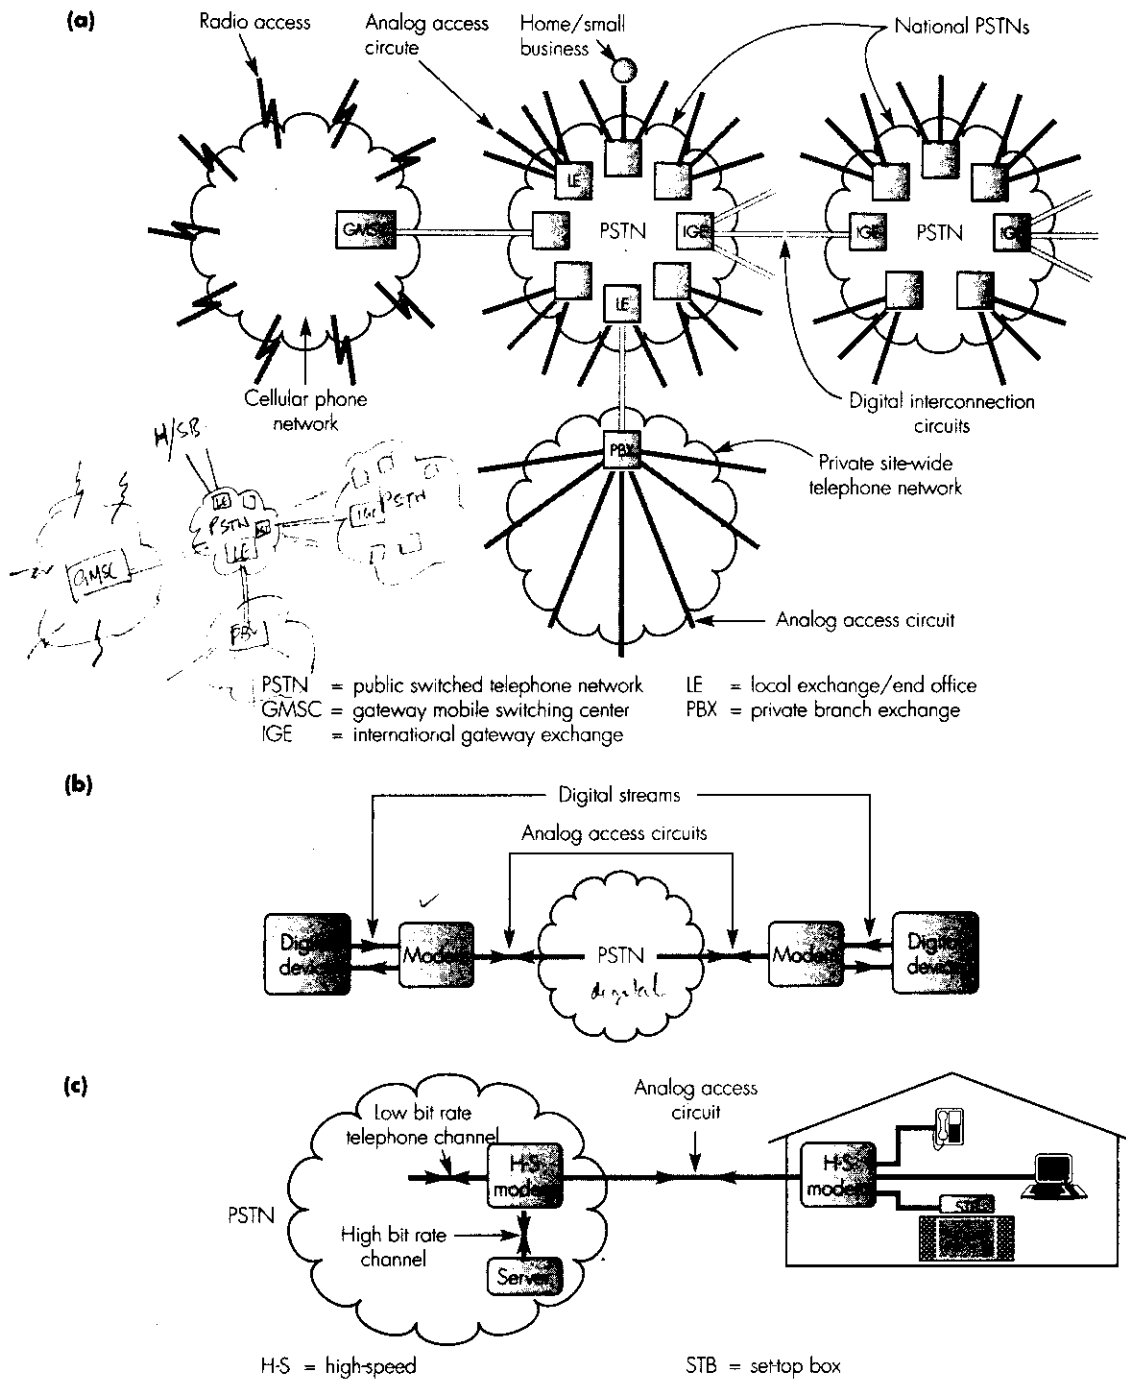 (a)
Radio access
Analog access
circute
Home/small
business
National PSTNs
LE
GMSC
PSTN
IGE
IGE
PSTN
IGE
LE
Cellular phone
network
Digital interconnection
circuits
PBX
Private site-wide
telephone network
Analog access circuit
H/SB
LE
PSTN
LE
PSTN
GMSC
PSTN = public switched telephone network
GMSC = gateway mobile switching center
IGE = international gateway exchange
LE = local exchange/end office
PBX = private branch exchange
(b)
Digital streams
Analog access circuits
Digital
device
Modem
PSTN
digital
Modem
Digital
device
(c)
Low bit rate
telephone channel
Analog access
circuit
H-S
modem
H-S
modem
PSTN
STB
High bit rate
channel
Server
H-S = high-speed
STB = set-top box